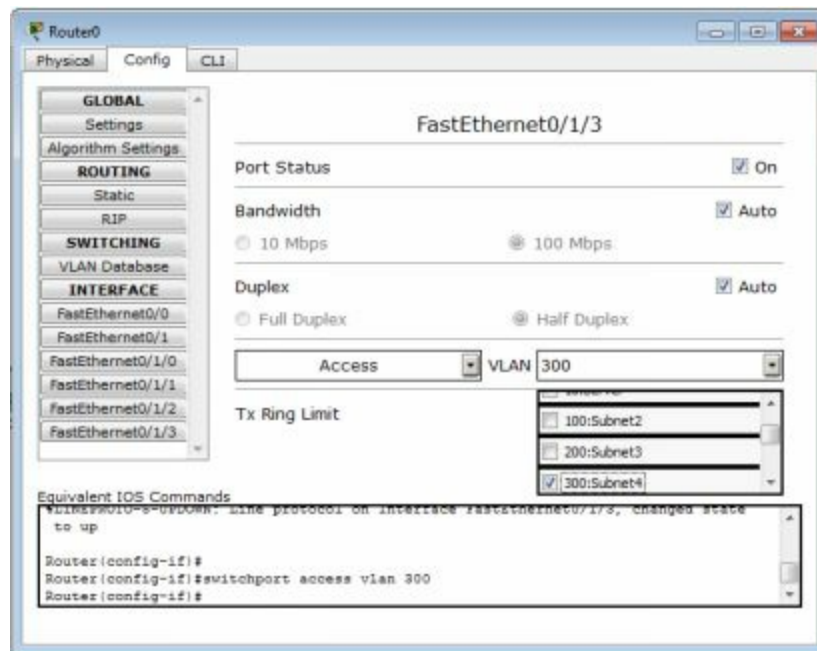 Router0
Physical Config CLI
GLOBAL
Settings
Algorithm Settings
ROUTING
Static
RIP
SWITCHING
VLAN Database
INTERFACE
FastEthernet0/0
FastEthernet0/1
FastEthernet0/1/0
FastEthernet0/1/1
FastEthernet0/1/2
FastEthernet0/1/3
FastEthernet0/1/3
Port Status On
Bandwidth Auto
10 Mbps 100 Mbps
Duplex Auto
Full Duplex Half Duplex
Access VLAN 300
Tx Ring Limit
100:Subnet2
200:Subnet3
300:Subnet4
Equivalent IOS Commands
%LINEPROTO-5-UPDOWN: Line protocol on Interface FastEthernet0/1/3, changed state
to up
Router(config-if)#
Router(config-if)#switchport access vlan 300
Router(config-if)#